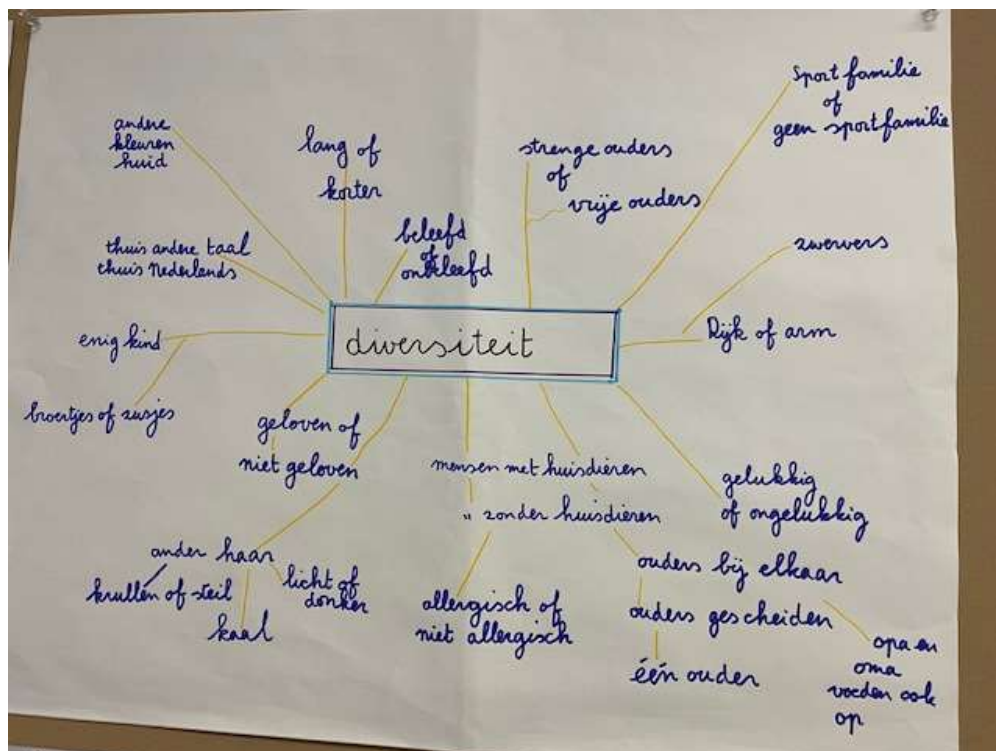 andere
kleuren
huid
lang of
korter
strenge ouders
of
vrije ouders
Sport familie
of
geen sportfamilie
thuis andere taal
thuis Nederlands
beleefd
of
onbeleefd
zwervers
enig kind
diversiteit
Rijk of arm
broertjes of zusjes
geloven of
niet geloven
mensen met huisdieren
" zonder huisdieren
gelukkig
of ongelukkig
ander haar
krullen of steil
kaal
licht of
donker
allergisch of
niet allergisch
ouders bij elkaar
ouders gescheiden
één ouder
opa en
oma
voeden ook
op